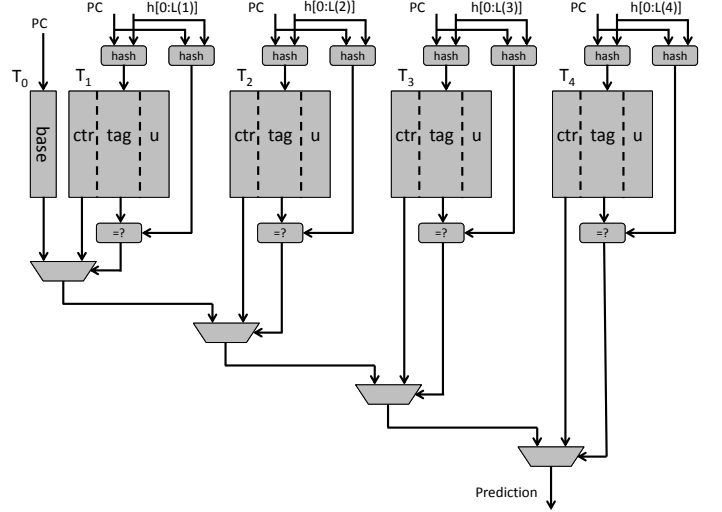 PC h[0:L(1)] PC h[0:L(2)] PC h[0:L(3)] PC h[0:L(4)]
PC
hash hash hash hash hash hash hash hash
T0 T1 T2 T3 T4
base ctr tag u ctr tag u ctr tag u ctr tag u
=? =? =? =?
Prediction